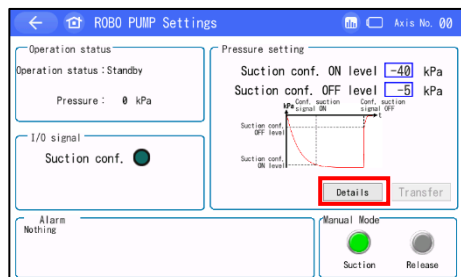 ROBO PUMP Settings
Axis No. 00
Operation status
Operation status：Standby
Pressure： 0 kPa
I/O signal
Suction conf.
Pressure setting
Suction conf. ON level -40 kPa
Suction conf. OFF level -5 kPa
kPa
Conf. suction signal ON
Conf. suction signal OFF
t
Suction conf. OFF level
Suction conf. ON level
Details
Transfer
Alarm
Nothing
Manual Mode
Suction
Release